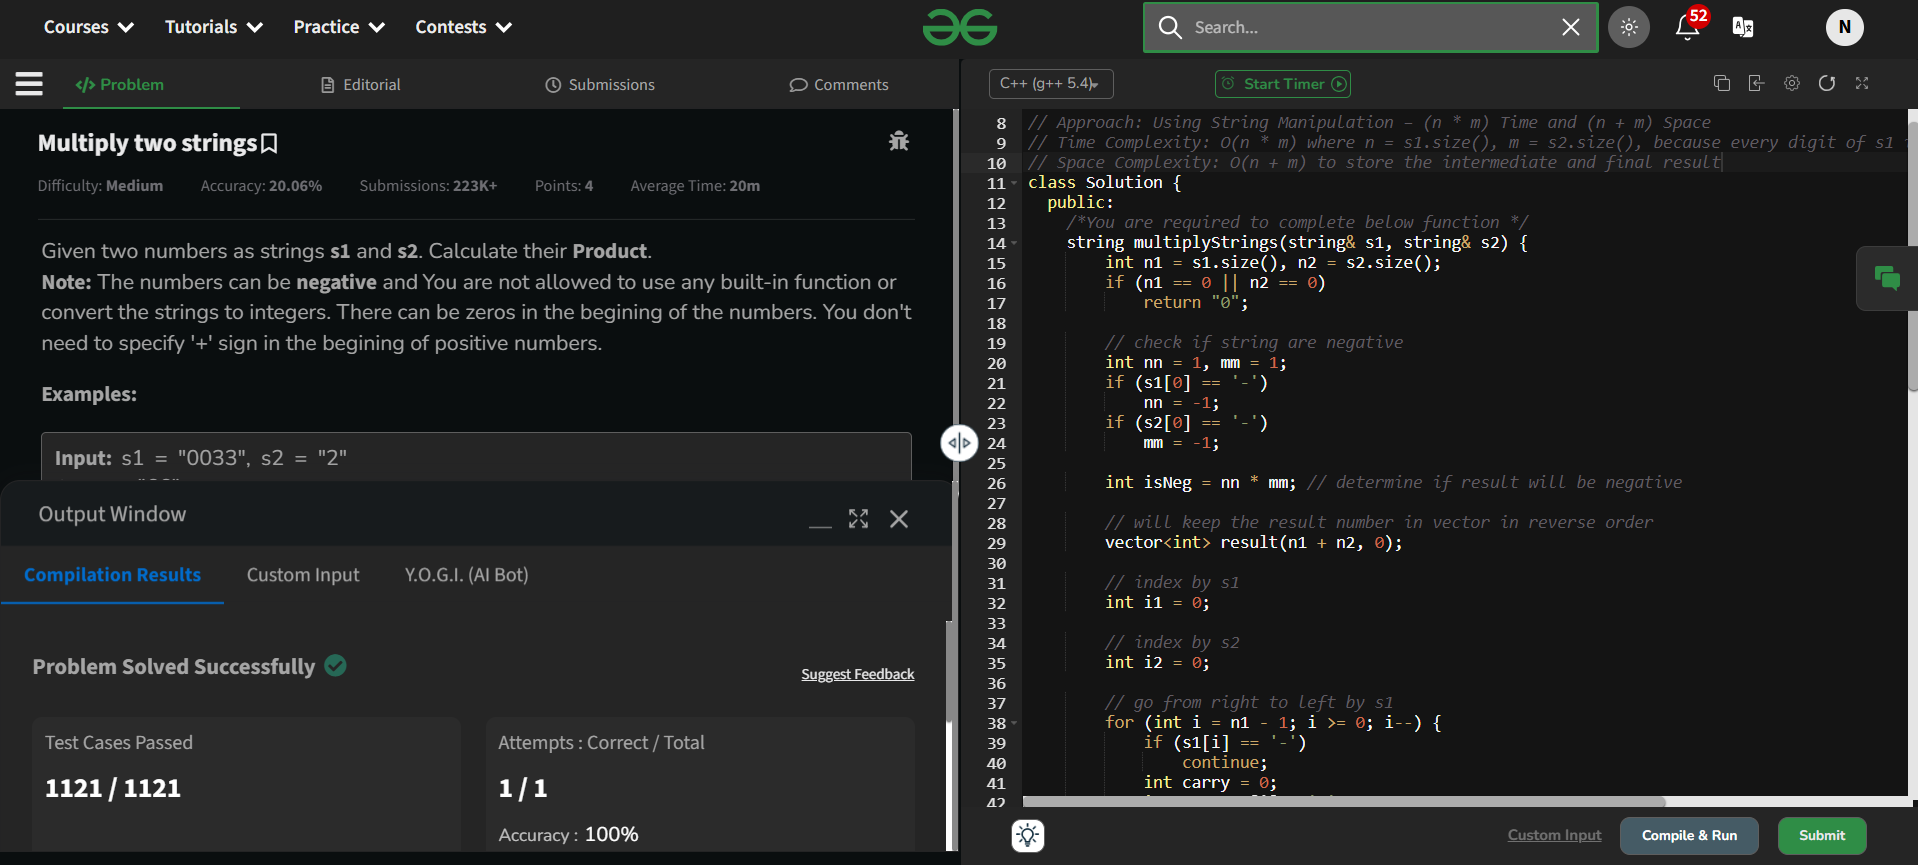 Courses Tutorials Practice Contests Search... 52 N
Problem Editorial Submissions Comments
Multiply two strings
Difficulty: Medium Accuracy: 20.06% Submissions: 223K+ Points: 4 Average Time: 20m
Given two numbers as strings s1 and s2. Calculate their Product.
Note: The numbers can be negative and You are not allowed to use any built-in function or
convert the strings to integers. There can be zeros in the begining of the numbers. You don't
need to specify '+' sign in the begining of positive numbers.
Examples:
Input: s1 = "0033", s2 = "2"
Output Window
Compilation Results Custom Input Y.O.G.I. (AI Bot)
Problem Solved Successfully
Suggest Feedback
Test Cases Passed
1121 / 1121
Attempts : Correct / Total
1 / 1
Accuracy : 100%
C++ (g++ 5.4) Start Timer
8 // Approach: Using String Manipulation – (n * m) Time and (n + m) Space
9 // Time Complexity: O(n * m) where n = s1.size(), m = s2.size(), because every digit of s1
10 // Space Complexity: O(n + m) to store the intermediate and final result
11 class Solution {
12 public:
13 /*You are required to complete below function */
14 string multiplyStrings(string& s1, string& s2) {
15 int n1 = s1.size(), n2 = s2.size();
16 if (n1 == 0 || n2 == 0)
17 return "0";
18
19 // check if string are negative
20 int nn = 1, mm = 1;
21 if (s1[0] == '-')
22 nn = -1;
23 if (s2[0] == '-')
24 mm = -1;
25
26 int isNeg = nn * mm; // determine if result will be negative
27
28 // will keep the result number in vector in reverse order
29 vector<int> result(n1 + n2, 0);
30
31 // index by s1
32 int i1 = 0;
33
34 // index by s2
35 int i2 = 0;
36
37 // go from right to left by s1
38 for (int i = n1 - 1; i >= 0; i--) {
39 if (s1[i] == '-')
40 continue;
41 int carry = 0;
42
Custom Input Compile & Run Submit